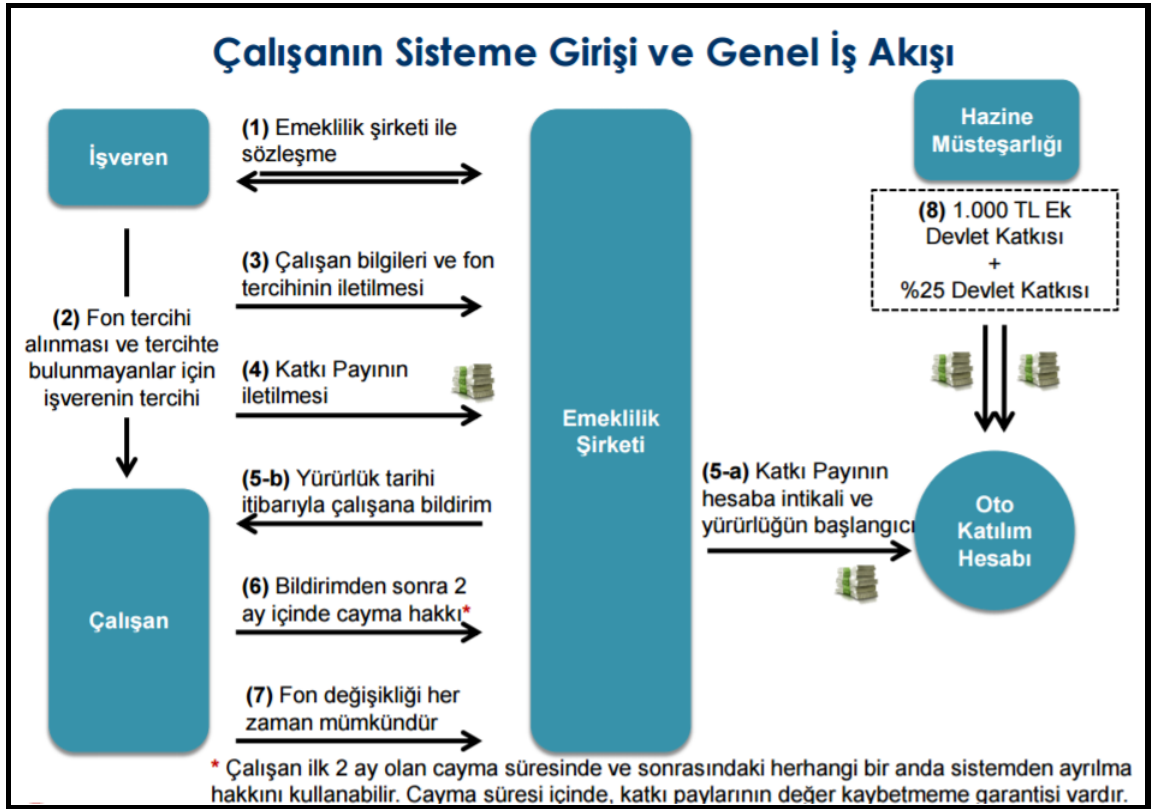 Çalışanın Sisteme Girişi ve Genel İş Akışı
İşveren
(1) Emeklilik şirketi ile
sözleşme
(2) Fon tercihi
alınması ve tercihte
bulunmayanlar için
işverenin tercihi
(3) Çalışan bilgileri ve fon
tercihinin iletilmesi
(4) Katkı Payının
iletilmesi
Çalışan
(5-b) Yürürlük tarihi
itibarıyla çalışana bildirim
(6) Bildirimden sonra 2
ay içinde cayma hakkı*
(7) Fon değişikliği her
zaman mümkündür
Emeklilik
Şirketi
(5-a) Katkı Payının
hesaba intikali ve
yürürlüğün başlangıcı
Hazine
Müsteşarlığı
(8) 1.000 TL Ek
Devlet Katkısı
+
%25 Devlet Katkısı
Oto
Katılım
Hesabı
* Çalışan ilk 2 ay olan cayma süresinde ve sonrasındaki herhangi bir anda sistemden ayrılma
hakkını kullanabilir. Cayma süresi içinde, katkı paylarının değer kaybetmeme garantisi vardır.